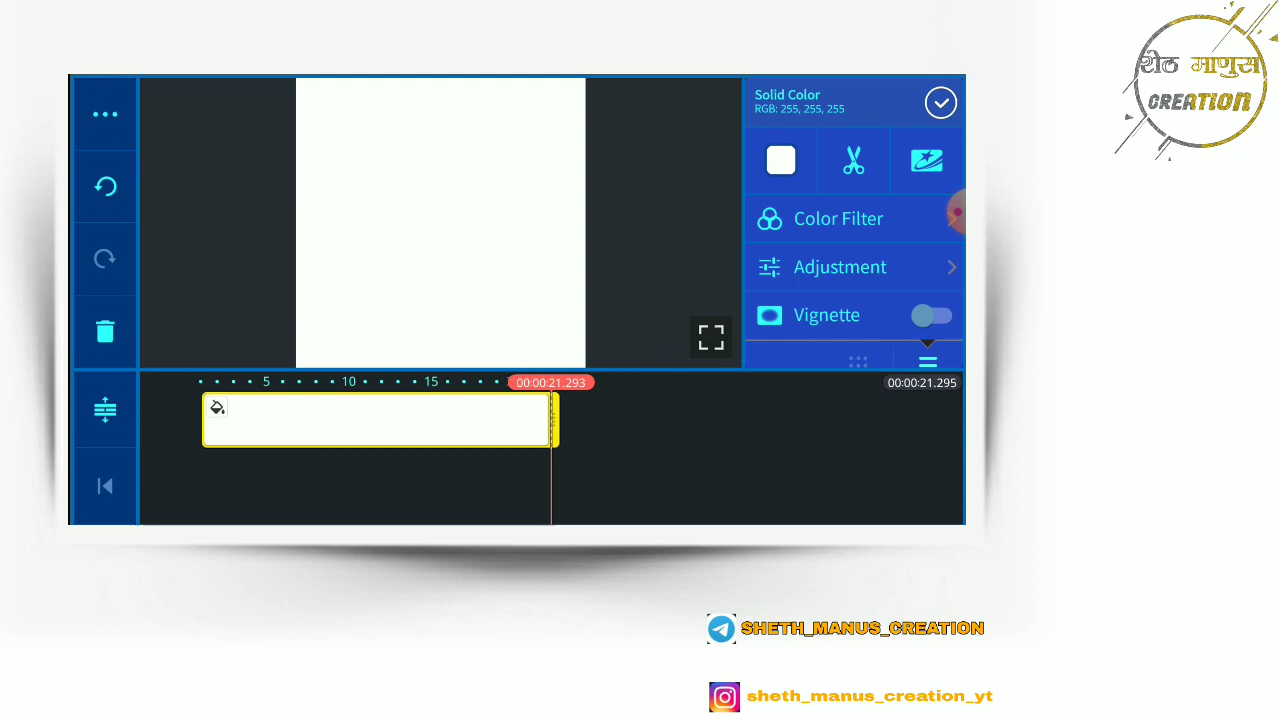 शेठ माणुस
CREATION
Solid Color
RGB: 255, 255, 255
Color Filter
Adjustment
Vignette
5 10 15 00:00:21.293 00:00:21.295
SHETH_MANUS_CREATION
sheth_manus_creation_yt